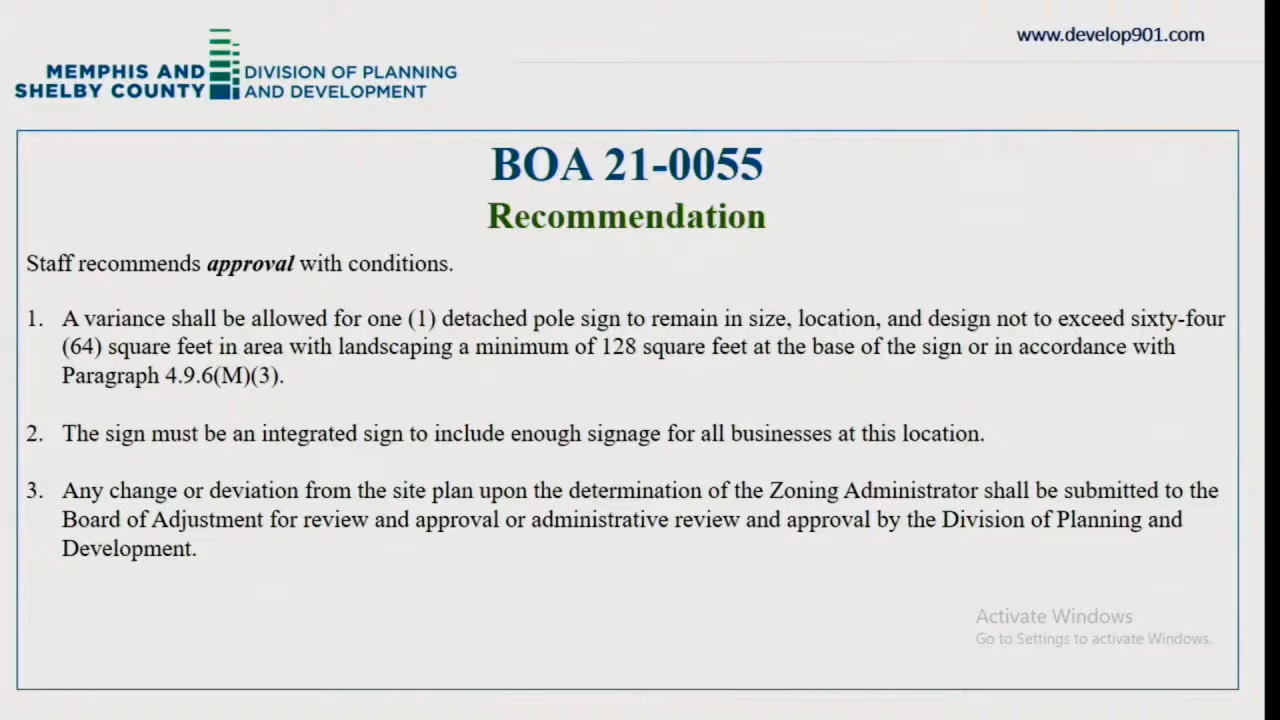 www.develop901.com
MEMPHIS AND
SHELBY COUNTY
DIVISION OF PLANNING
AND DEVELOPMENT
BOA 21-0055
Recommendation
Staff recommends approval with conditions.
1. A variance shall be allowed for one (1) detached pole sign to remain in size, location, and design not to exceed sixty-four
(64) square feet in area with landscaping a minimum of 128 square feet at the base of the sign or in accordance with
Paragraph 4.9.6(M)(3).
2. The sign must be an integrated sign to include enough signage for all businesses at this location.
3. Any change or deviation from the site plan upon the determination of the Zoning Administrator shall be submitted to the
Board of Adjustment for review and approval or administrative review and approval by the Division of Planning and
Development.
Activate Windows
Go to Settings to activate Windows.